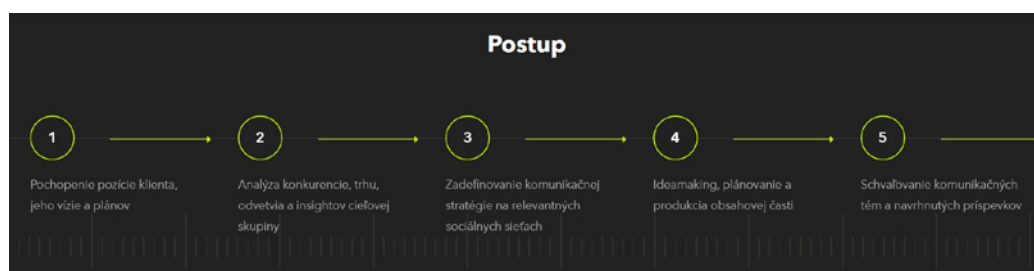 Postup
1
2
3
4
5
Pochopenie pozície klienta,
jeho vízie a plánov
Analýza konkurencie, trhu,
odvetvia a insightov cieľovej
skupiny
Zadefinovanie komunikačnej
stratégie na relevantných
sociálnych sieťach
Ideamaking, plánovanie a
produkcia obsahovej časti
Schvaľovanie komunikačných
tém a navrhnutých príspevkov